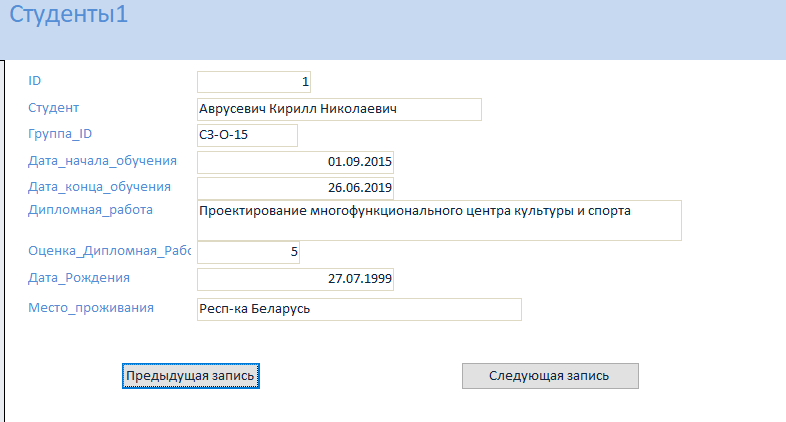 Студенты1
ID 1
Студент Аврусевич Кирилл Николаевич
Группа_ID СЗ-О-15
Дата_начала_обучения 01.09.2015
Дата_конца_обучения 26.06.2019
Дипломная_работа Проектирование многофункционального центра культуры и спорта
Оценка_Дипломная_Рабо 5
Дата_Рождения 27.07.1999
Место_проживания Респ-ка Беларусь
Предыдущая запись Следующая запись